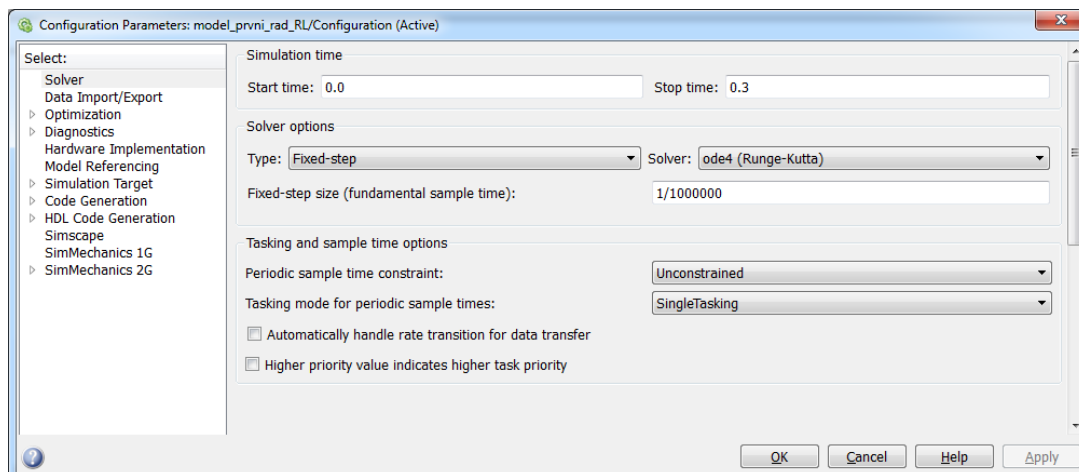 Configuration Parameters: model_prvni_rad_RL/Configuration (Active)
Select:
Solver
Data Import/Export
Optimization
Diagnostics
Hardware Implementation
Model Referencing
Simulation Target
Code Generation
HDL Code Generation
Simscape
SimMechanics 1G
SimMechanics 2G
Simulation time
Start time: 0.0 Stop time: 0.3
Solver options
Type: Fixed-step Solver: ode4 (Runge-Kutta)
Fixed-step size (fundamental sample time): 1/1000000
Tasking and sample time options
Periodic sample time constraint: Unconstrained
Tasking mode for periodic sample times: SingleTasking
Automatically handle rate transition for data transfer
Higher priority value indicates higher task priority
OK Cancel Help Apply